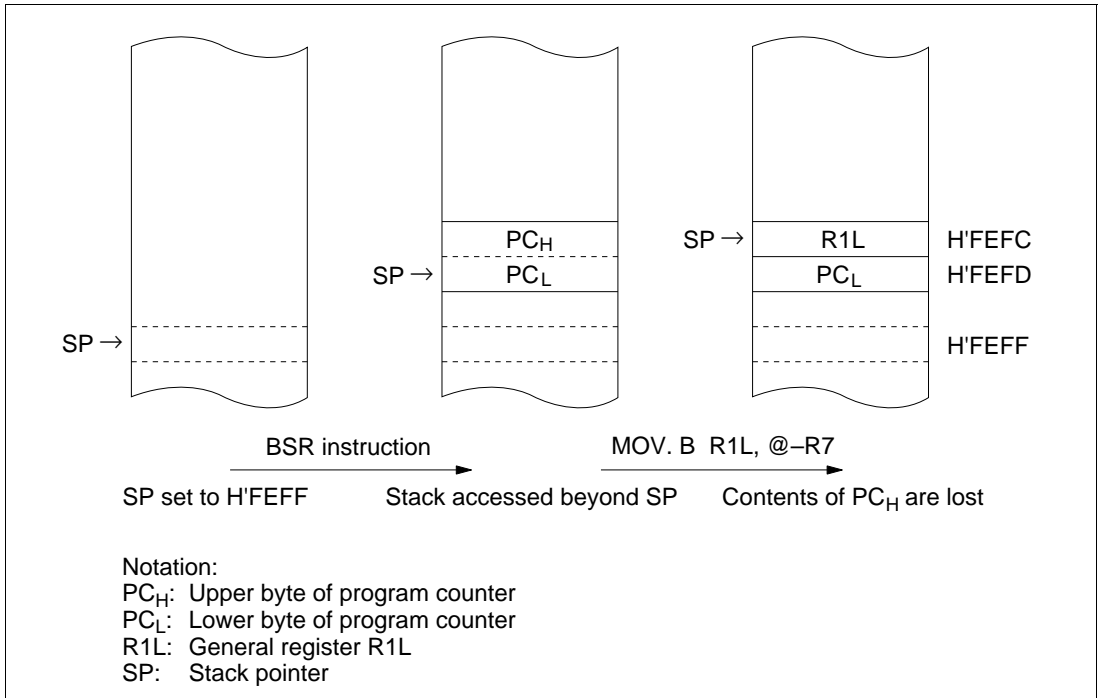 PCH
SP → R1L H'FEFC
SP → PCL PCL H'FEFD
SP → H'FEFF
BSR instruction MOV. B R1L, @–R7
SP set to H'FEFF Stack accessed beyond SP Contents of PCH are lost
Notation:
PCH: Upper byte of program counter
PCL: Lower byte of program counter
R1L: General register R1L
SP: Stack pointer